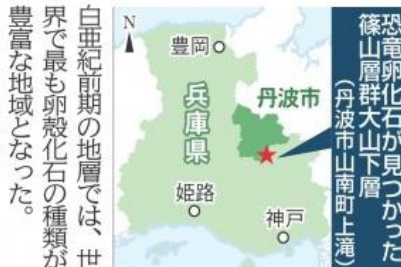 恐竜卵化石が見つかった
篠山層群大山下層
（丹波市山南町上滝）
N
豊岡
兵庫県
丹波市
姫路
神戸
白亜紀前期の地層では、世
界で最も卵殻化石の種類が
豊富な地域となった。